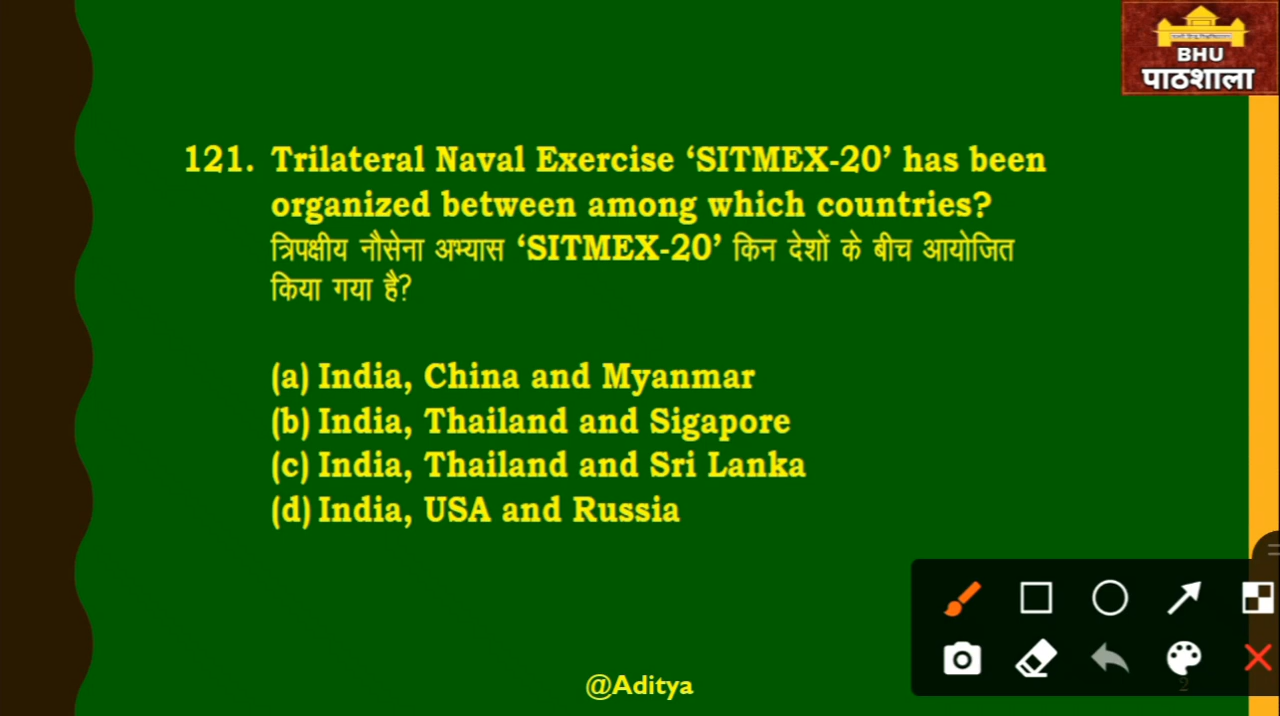 BHU
पाठशाला
121. Trilateral Naval Exercise ‘SITMEX-20’ has been
organized between among which countries?
त्रिपक्षीय नौसेना अभ्यास ‘SITMEX-20’ किन देशों के बीच आयोजित
किया गया है?
(a) India, China and Myanmar
(b) India, Thailand and Sigapore
(c) India, Thailand and Sri Lanka
(d) India, USA and Russia
@Aditya
2